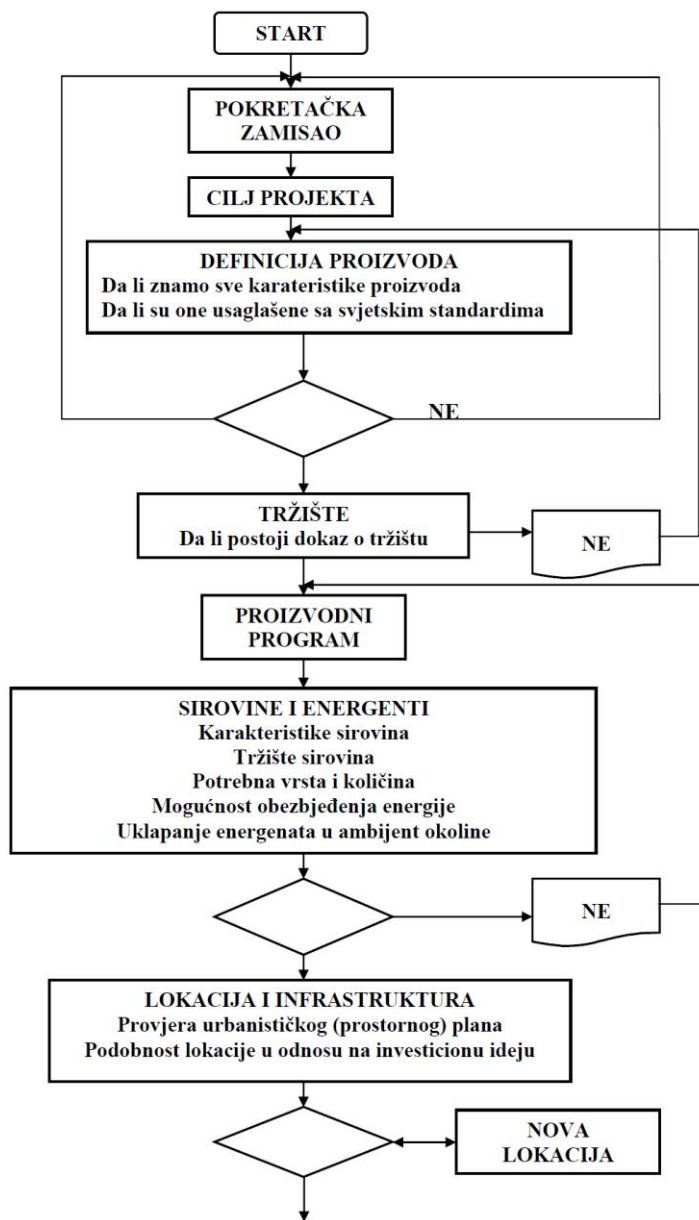 START
POKRETAČKA
ZAMISAO
CILJ PROJEKTA
DEFINICIJA PROIZVODA
Da li znamo sve karateristike proizvoda
Da li su one usaglašene sa svjetskim standardima
NE
TRŽIŠTE
Da li postoji dokaz o tržištu
NE
PROIZVODNI
PROGRAM
SIROVINE I ENERGENTI
Karakteristike sirovina
Tržište sirovina
Potrebna vrsta i količina
Mogućnost obezbjeđenja energije
Uklapanje energenata u ambijent okoline
NE
LOKACIJA I INFRASTRUKTURA
Provjera urbanističkog (prostornog) plana
Podobnost lokacije u odnosu na investicionu ideju
NOVA
LOKACIJA